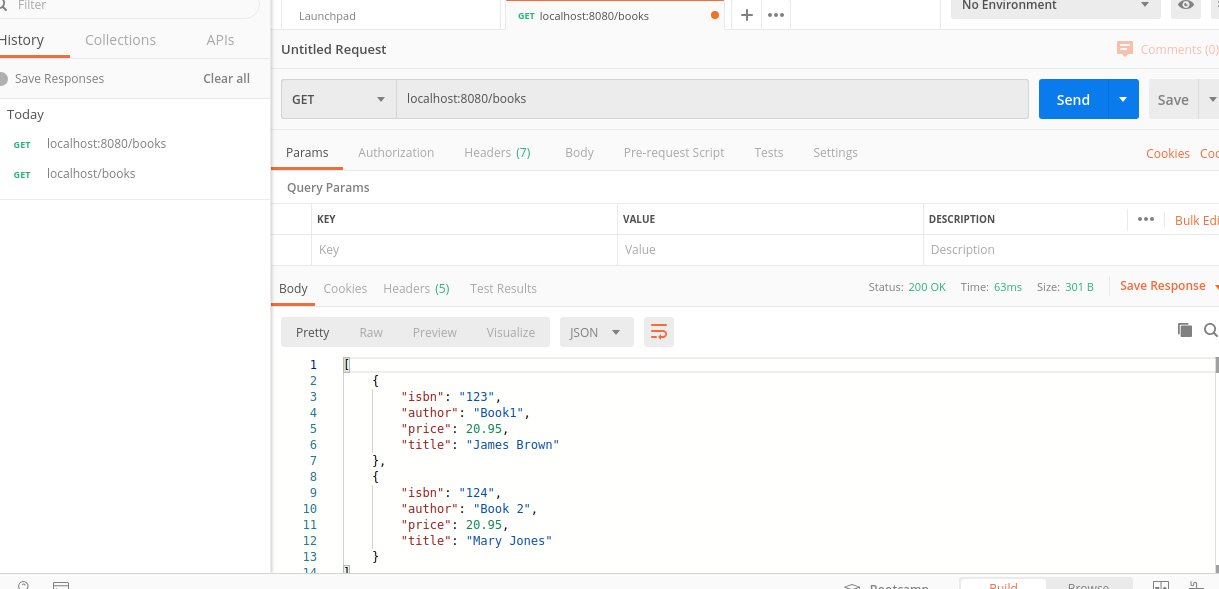 Filter
History Collections APIs
Save Responses Clear all
Today
GET localhost:8080/books
GET localhost/books
Launchpad
GET localhost:8080/books
No Environment
Untitled Request
Comments (0)
GET localhost:8080/books Send Save
Params Authorization Headers (7) Body Pre-request Script Tests Settings Cookies
Query Params
KEY VALUE DESCRIPTION Bulk Edi
Key Value Description
Body Cookies Headers (5) Test Results Status: 200 OK Time: 63ms Size: 301 B Save Response
Pretty Raw Preview Visualize JSON
1 [
2 {
3 "isbn": "123",
4 "author": "Book1",
5 "price": 20.95,
6 "title": "James Brown"
7 },
8 {
9 "isbn": "124",
10 "author": "Book 2",
11 "price": 20.95,
12 "title": "Mary Jones"
13 }
14 ]
Bootcamp Build Browse